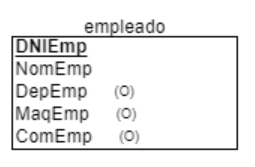 empleado
DNIEmp
NomEmp
DepEmp (O)
MaqEmp (O)
ComEmp (O)